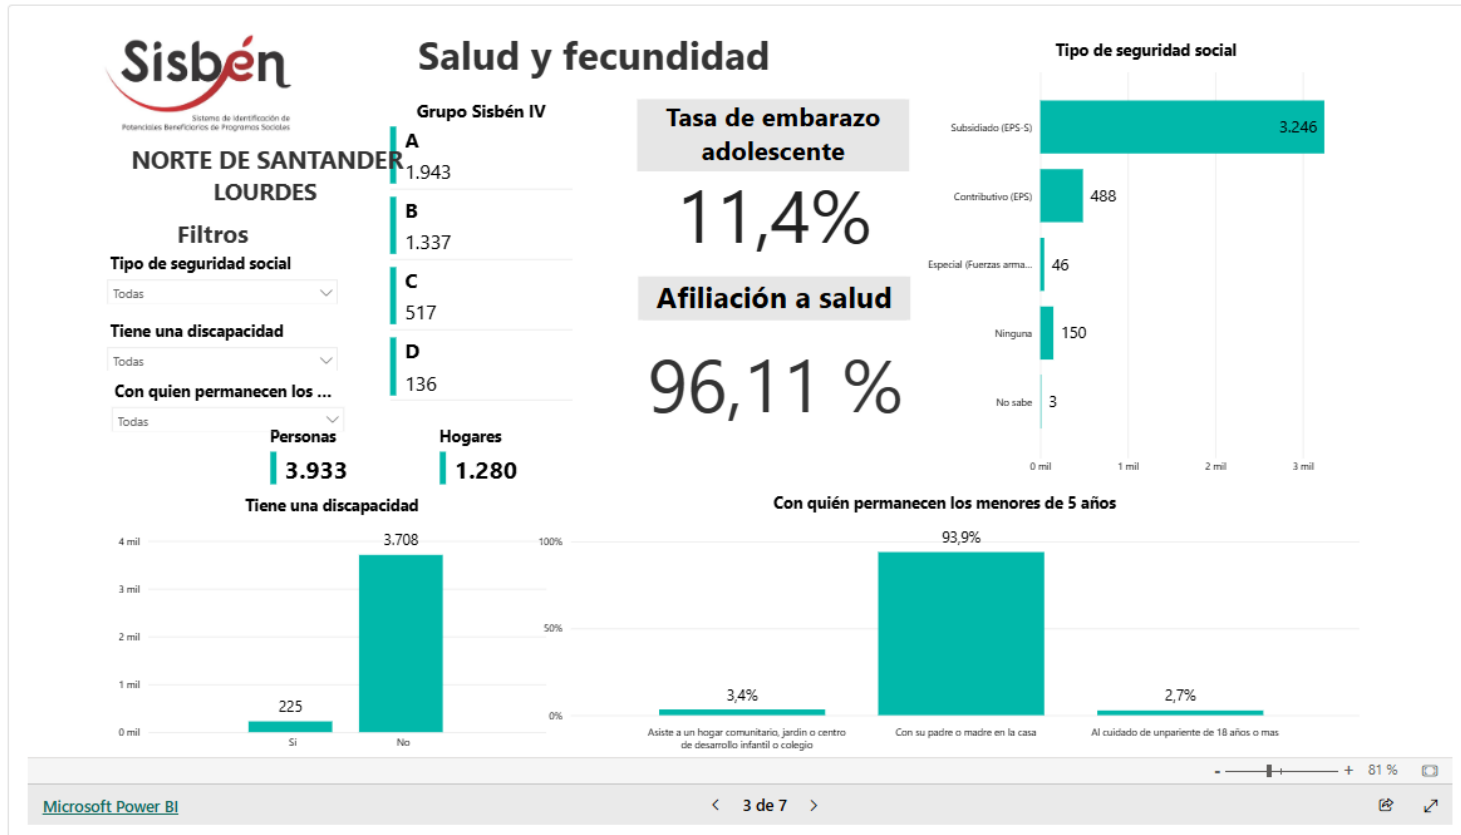 Sisbén
Sistema de Identificación de
Potenciales Beneficiarios de Programas Sociales
NORTE DE SANTANDER
LOURDES
Filtros
Tipo de seguridad social
Todas
Tiene una discapacidad
Todas
Con quien permanecen los ...
Todas
Salud y fecundidad
Grupo Sisbén IV
A
1.943
B
1.337
C
517
D
136
Personas
3.933
Hogares
1.280
Tasa de embarazo
adolescente
11,4%
Afiliación a salud
96,11 %
Tipo de seguridad social
Subsidiado (EPS-S)
3.246
Contributivo (EPS)
488
Especial (Fuerzas arma...
46
Ninguna
150
No sabe
3
0 mil 1 mil 2 mil 3 mil
Tiene una discapacidad
4 mil
3 mil
2 mil
1 mil
0 mil
225
3.708
Si No
Con quién permanecen los menores de 5 años
100%
50%
0%
3,4%
93,9%
2,7%
Asiste a un hogar comunitario, jardin o centro
de desarrollo infantil o colegio
Con su padre o madre en la casa
Al cuidado de unpariente de 18 años o mas
- + 81 %
Microsoft Power BI
< 3 de 7 >